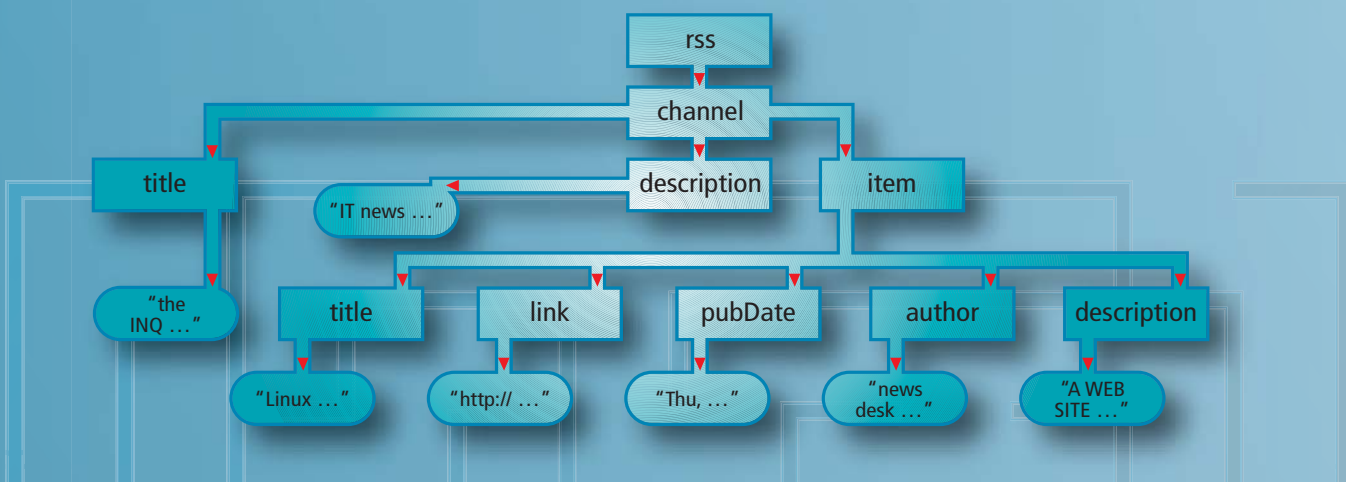 rss
channel
title
description
item
“IT news …”
“the
INQ …”
title
link
pubDate
author
description
“Linux …”
“http:// …”
“Thu, …”
“news
desk …”
“A WEB
SITE …”